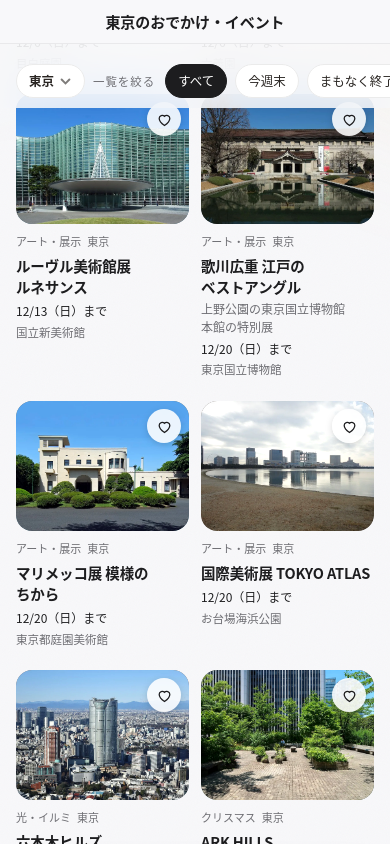 東京のおでかけ・イベント
東京
一覧を絞る
すべて
今週末
まもなく終了
アート・展示 東京
ルーヴル美術館展
ルネサンス
12/13（日）まで
国立新美術館
アート・展示 東京
歌川広重 江戸の
ベストアングル
上野公園の東京国立博物館
本館の特別展
12/20（日）まで
東京国立博物館
アート・展示 東京
マリメッコ展 模様の
ちから
12/20（日）まで
東京都庭園美術館
アート・展示 東京
国際美術展 TOKYO ATLAS
12/20（日）まで
お台場海浜公園
光・イルミ 東京
六本木ヒルズ
クリスマス 東京
ARK HILLS